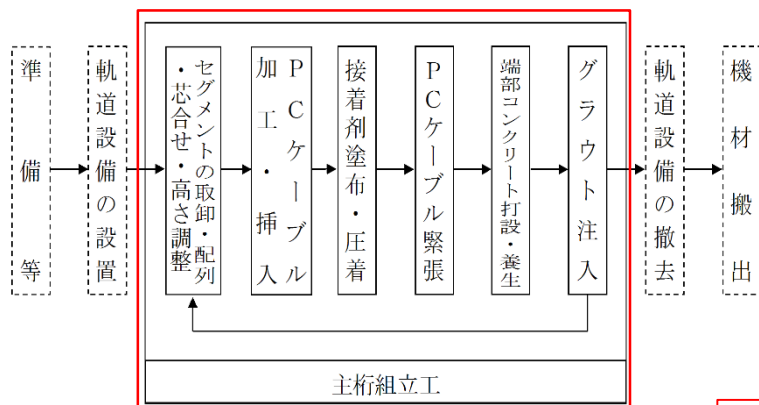 準備等
軌道設備の設置
セグメントの取卸・配列
・芯合せ・高さ調整
PCケーブル
加工・挿入
接着剤塗布・圧着
PCケーブル緊張
端部コンクリート打設・養生
グラウト注入
軌道設備の撤去
機材搬出
主桁組立工